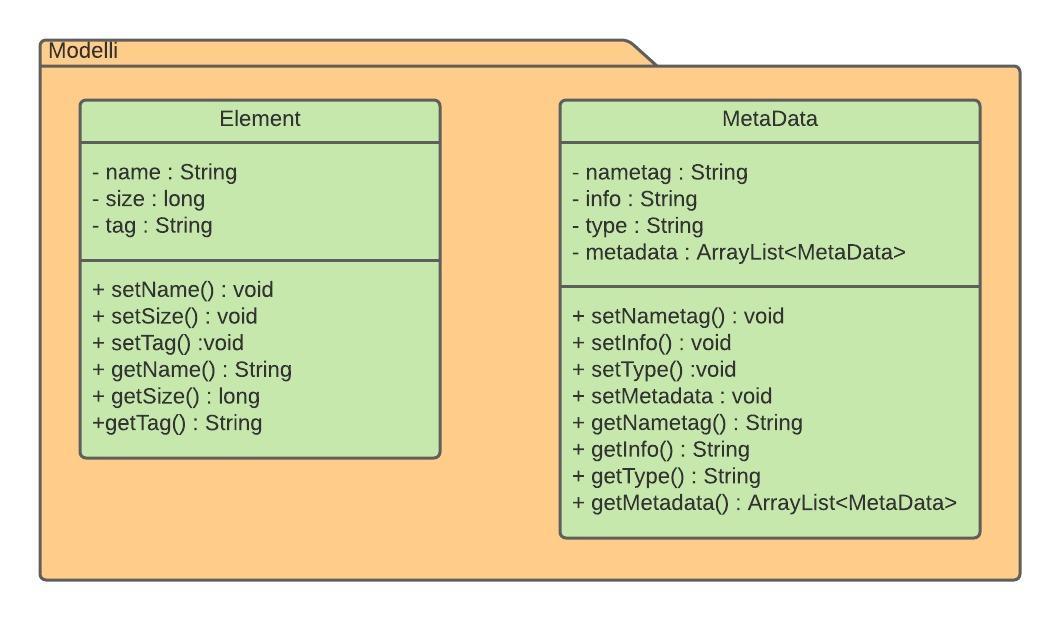 Modelli
Element
- name : String
- size : long
- tag : String
+ setName() : void
+ setSize() : void
+ setTag() :void
+ getName() : String
+ getSize() : long
+getTag() : String
MetaData
- nametag : String
- info : String
- type : String
- metadata : ArrayList<MetaData>
+ setNametag() : void
+ setInfo() : void
+ setType() :void
+ setMetadata : void
+ getNametag() : String
+ getInfo() : String
+ getType() : String
+ getMetadata() : ArrayList<MetaData>